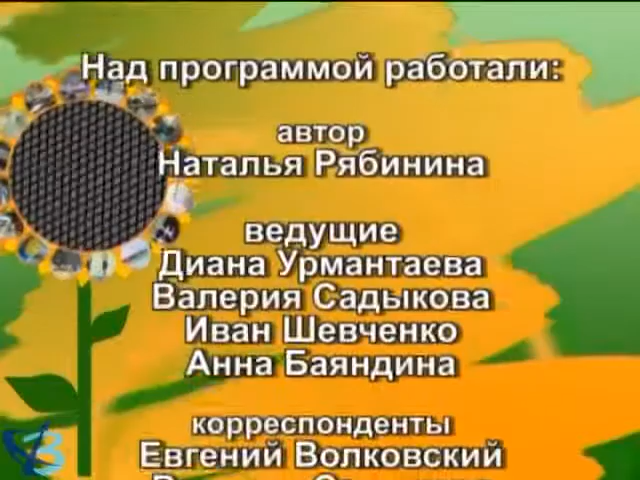 Над программой работали:
автор
Наталья Рябинина
ведущие
Диана Урмантаева
Валерия Садыкова
Иван Шевченко
Анна Баяндина
корреспонденты
Евгений Волковский